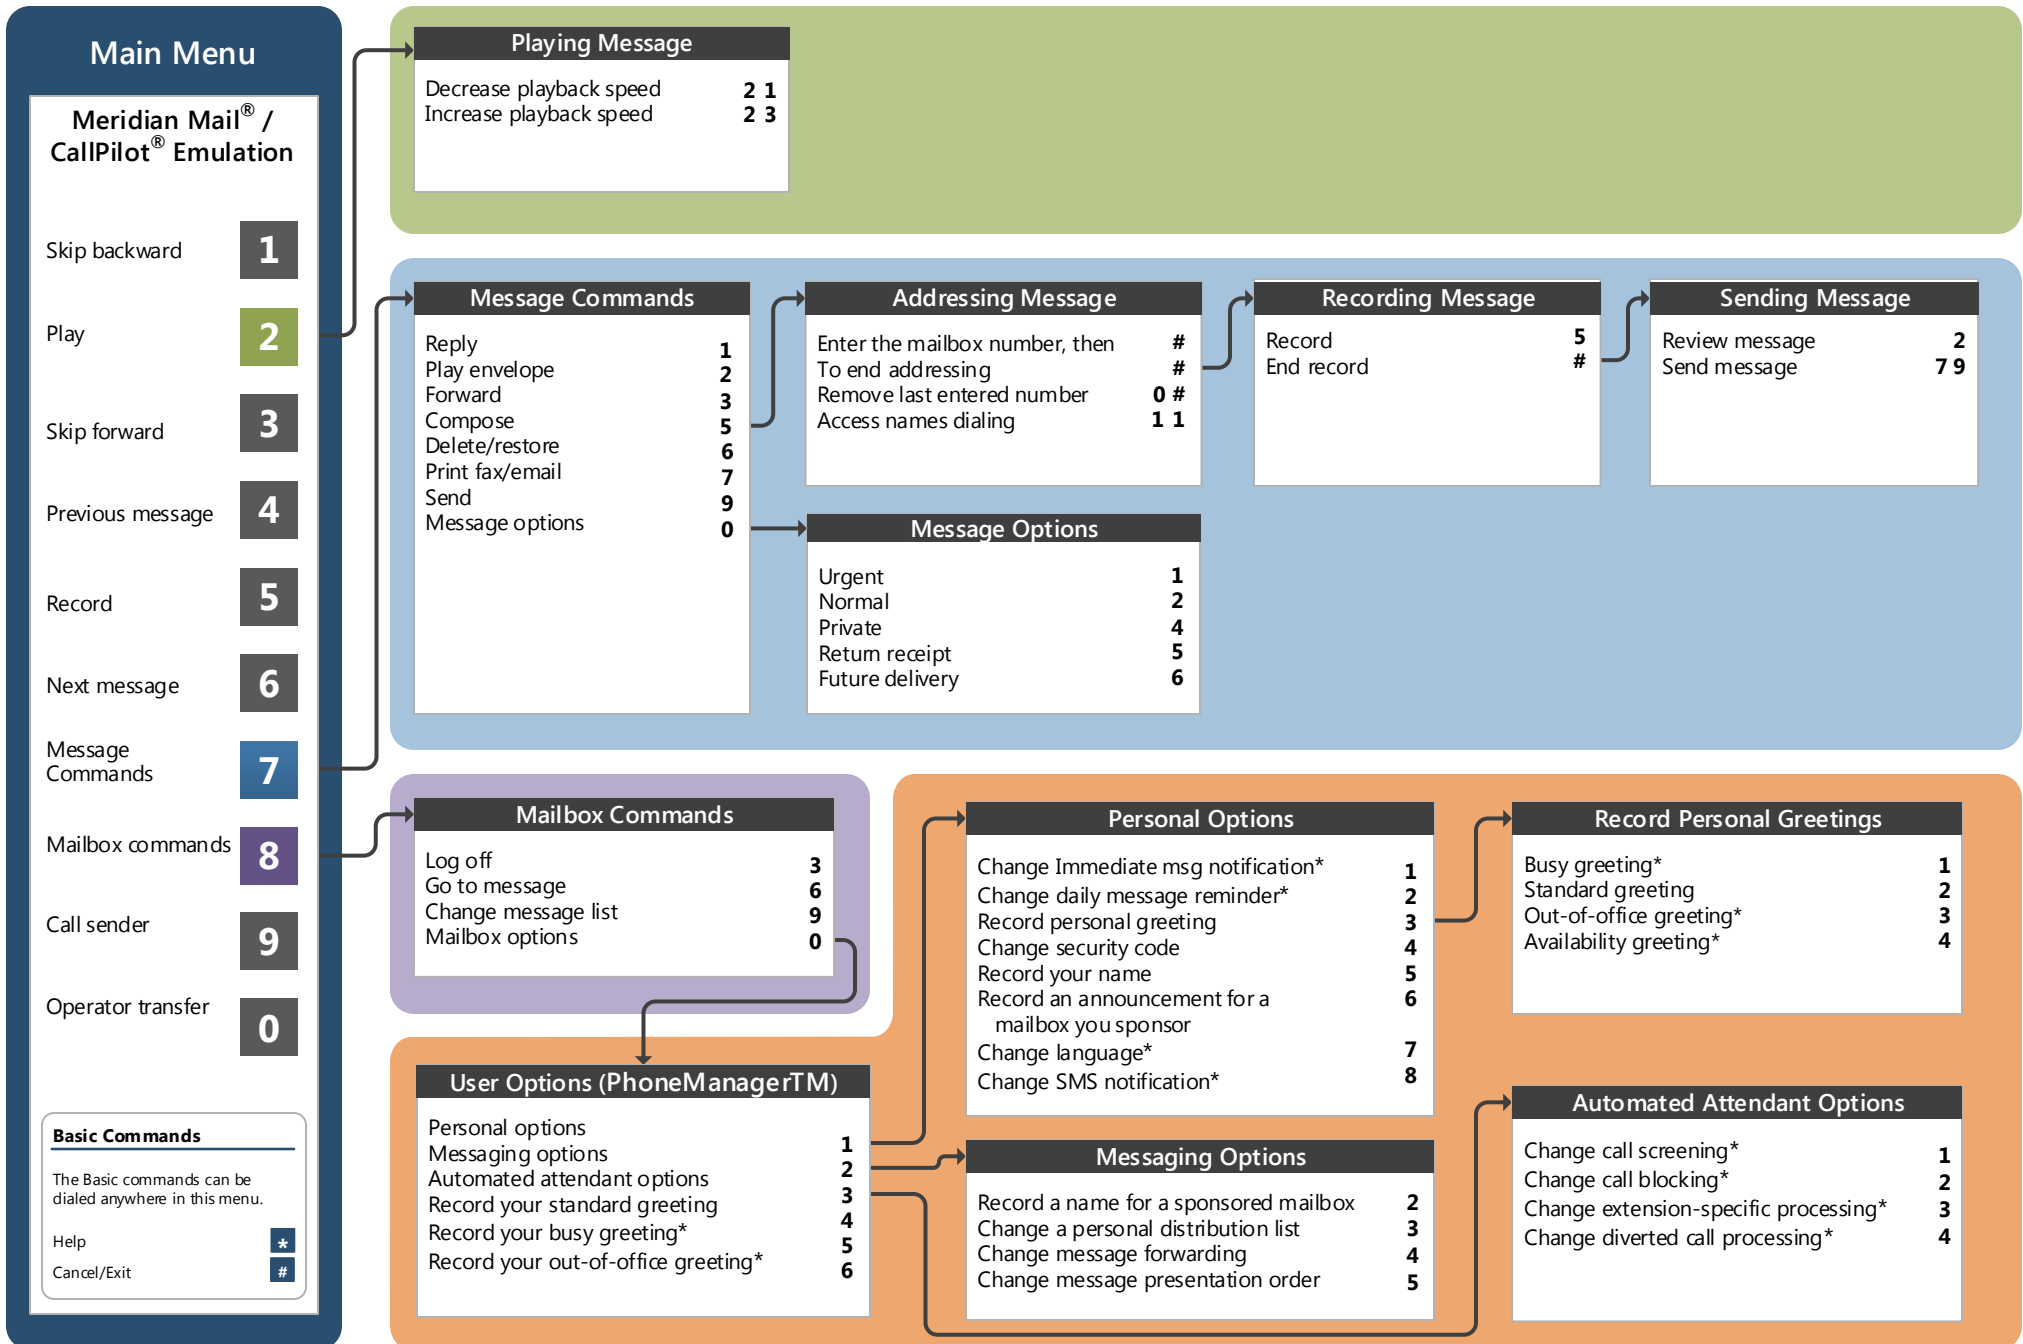 Main Menu
Meridian Mail® /
CallPilot® Emulation
Skip backward 1
Play 2
Skip forward 3
Previous message 4
Record 5
Next message 6
Message
Commands 7
Mailbox commands 8
Call sender 9
Operator transfer 0
Basic Commands
The Basic commands can be
dialed anywhere in this menu.
Help *
Cancel/Exit #
Playing Message
Decrease playback speed 2 1
Increase playback speed 2 3
Message Commands
Reply 1
Play envelope 2
Forward 3
Compose 5
Delete/restore 6
Print fax/email 7
Send 9
Message options 0
Addressing Message
Enter the mailbox number, then #
To end addressing #
Remove last entered number 0 #
Access names dialing 1 1
Recording Message
Record 5
End record #
Sending Message
Review message 2
Send message 7 9
Message Options
Urgent 1
Normal 2
Private 4
Return receipt 5
Future delivery 6
Mailbox Commands
Log off 3
Go to message 6
Change message list 9
Mailbox options 0
User Options (PhoneManagerTM)
Personal options 1
Messaging options 2
Automated attendant options 3
Record your standard greeting 4
Record your busy greeting* 5
Record your out-of-office greeting* 6
Personal Options
Change Immediate msg notification* 1
Change daily message reminder* 2
Record personal greeting 3
Change security code 4
Record your name 5
Record an announcement for a 6
mailbox you sponsor
Change language* 7
Change SMS notification* 8
Record Personal Greetings
Busy greeting* 1
Standard greeting 2
Out-of-office greeting* 3
Availability greeting* 4
Messaging Options
Record a name for a sponsored mailbox 2
Change a personal distribution list 3
Change message forwarding 4
Change message presentation order 5
Automated Attendant Options
Change call screening* 1
Change call blocking* 2
Change extension-specific processing* 3
Change diverted call processing* 4